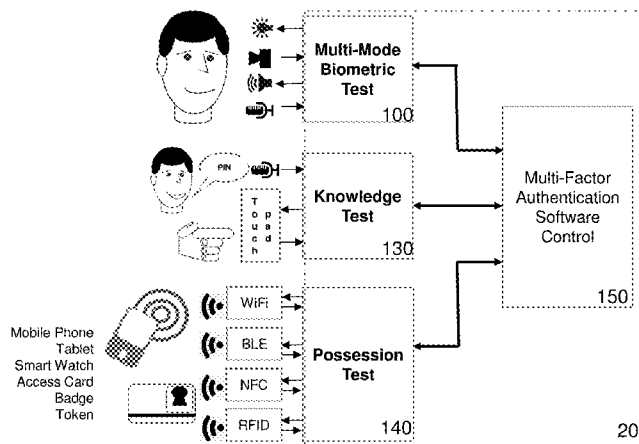 Multi-Mode
Biometric
Test
100
PIN
Knowledge
Test
130
Touch
pad
Multi-Factor
Authentication
Software
Control
150
Mobile Phone
Tablet
Smart Watch
Access Card
Badge
Token
WiFi
BLE
NFC
RFID
Possession
Test
140
20